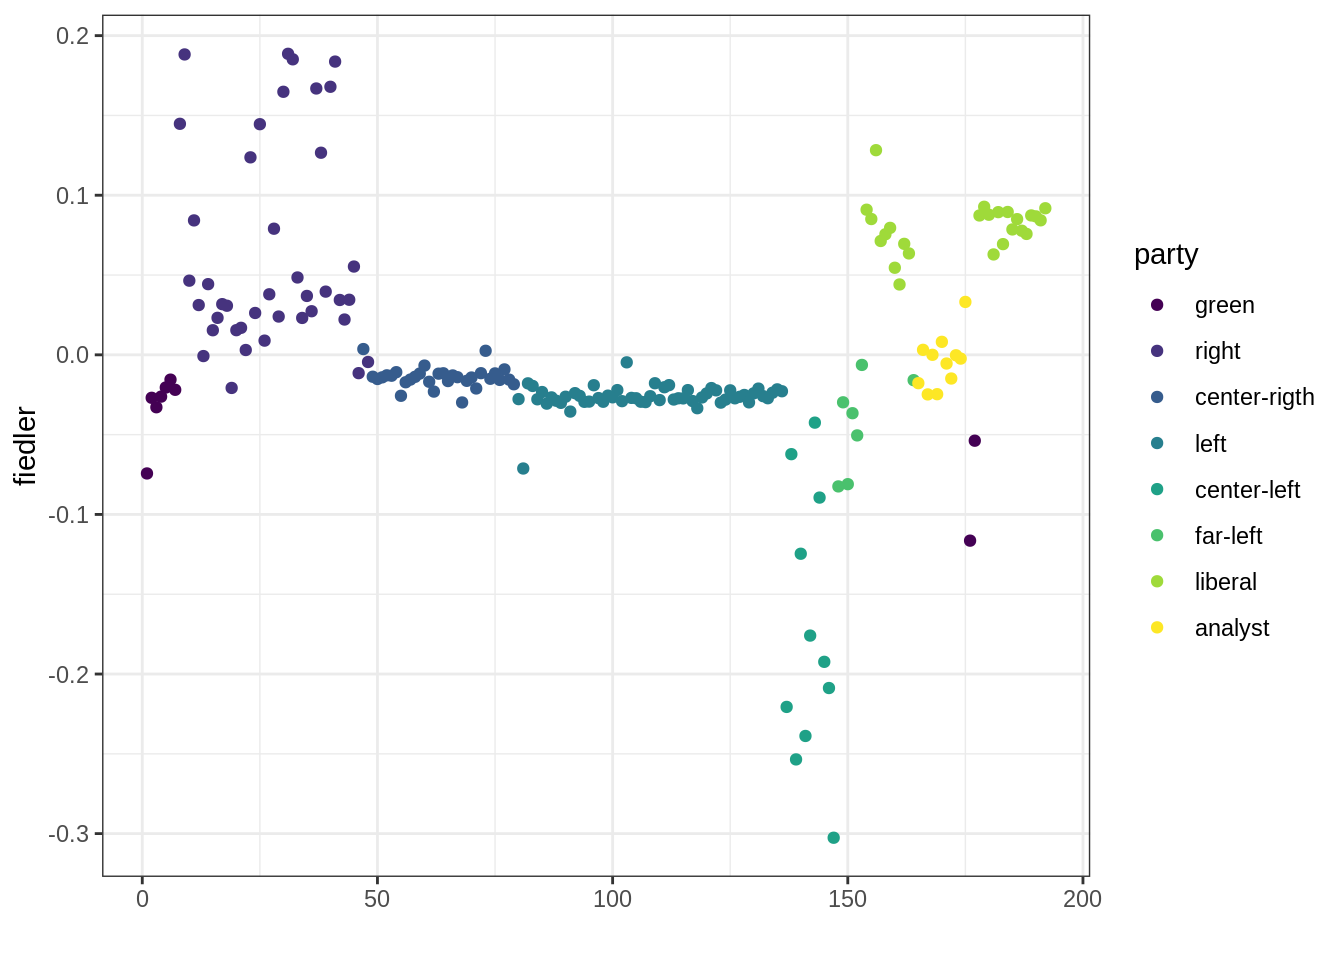 0.2
0.1
0.0
-0.1
-0.2
-0.3
fiedler
0
50
100
150
200
party
green
right
center-rigth
left
center-left
far-left
liberal
analyst